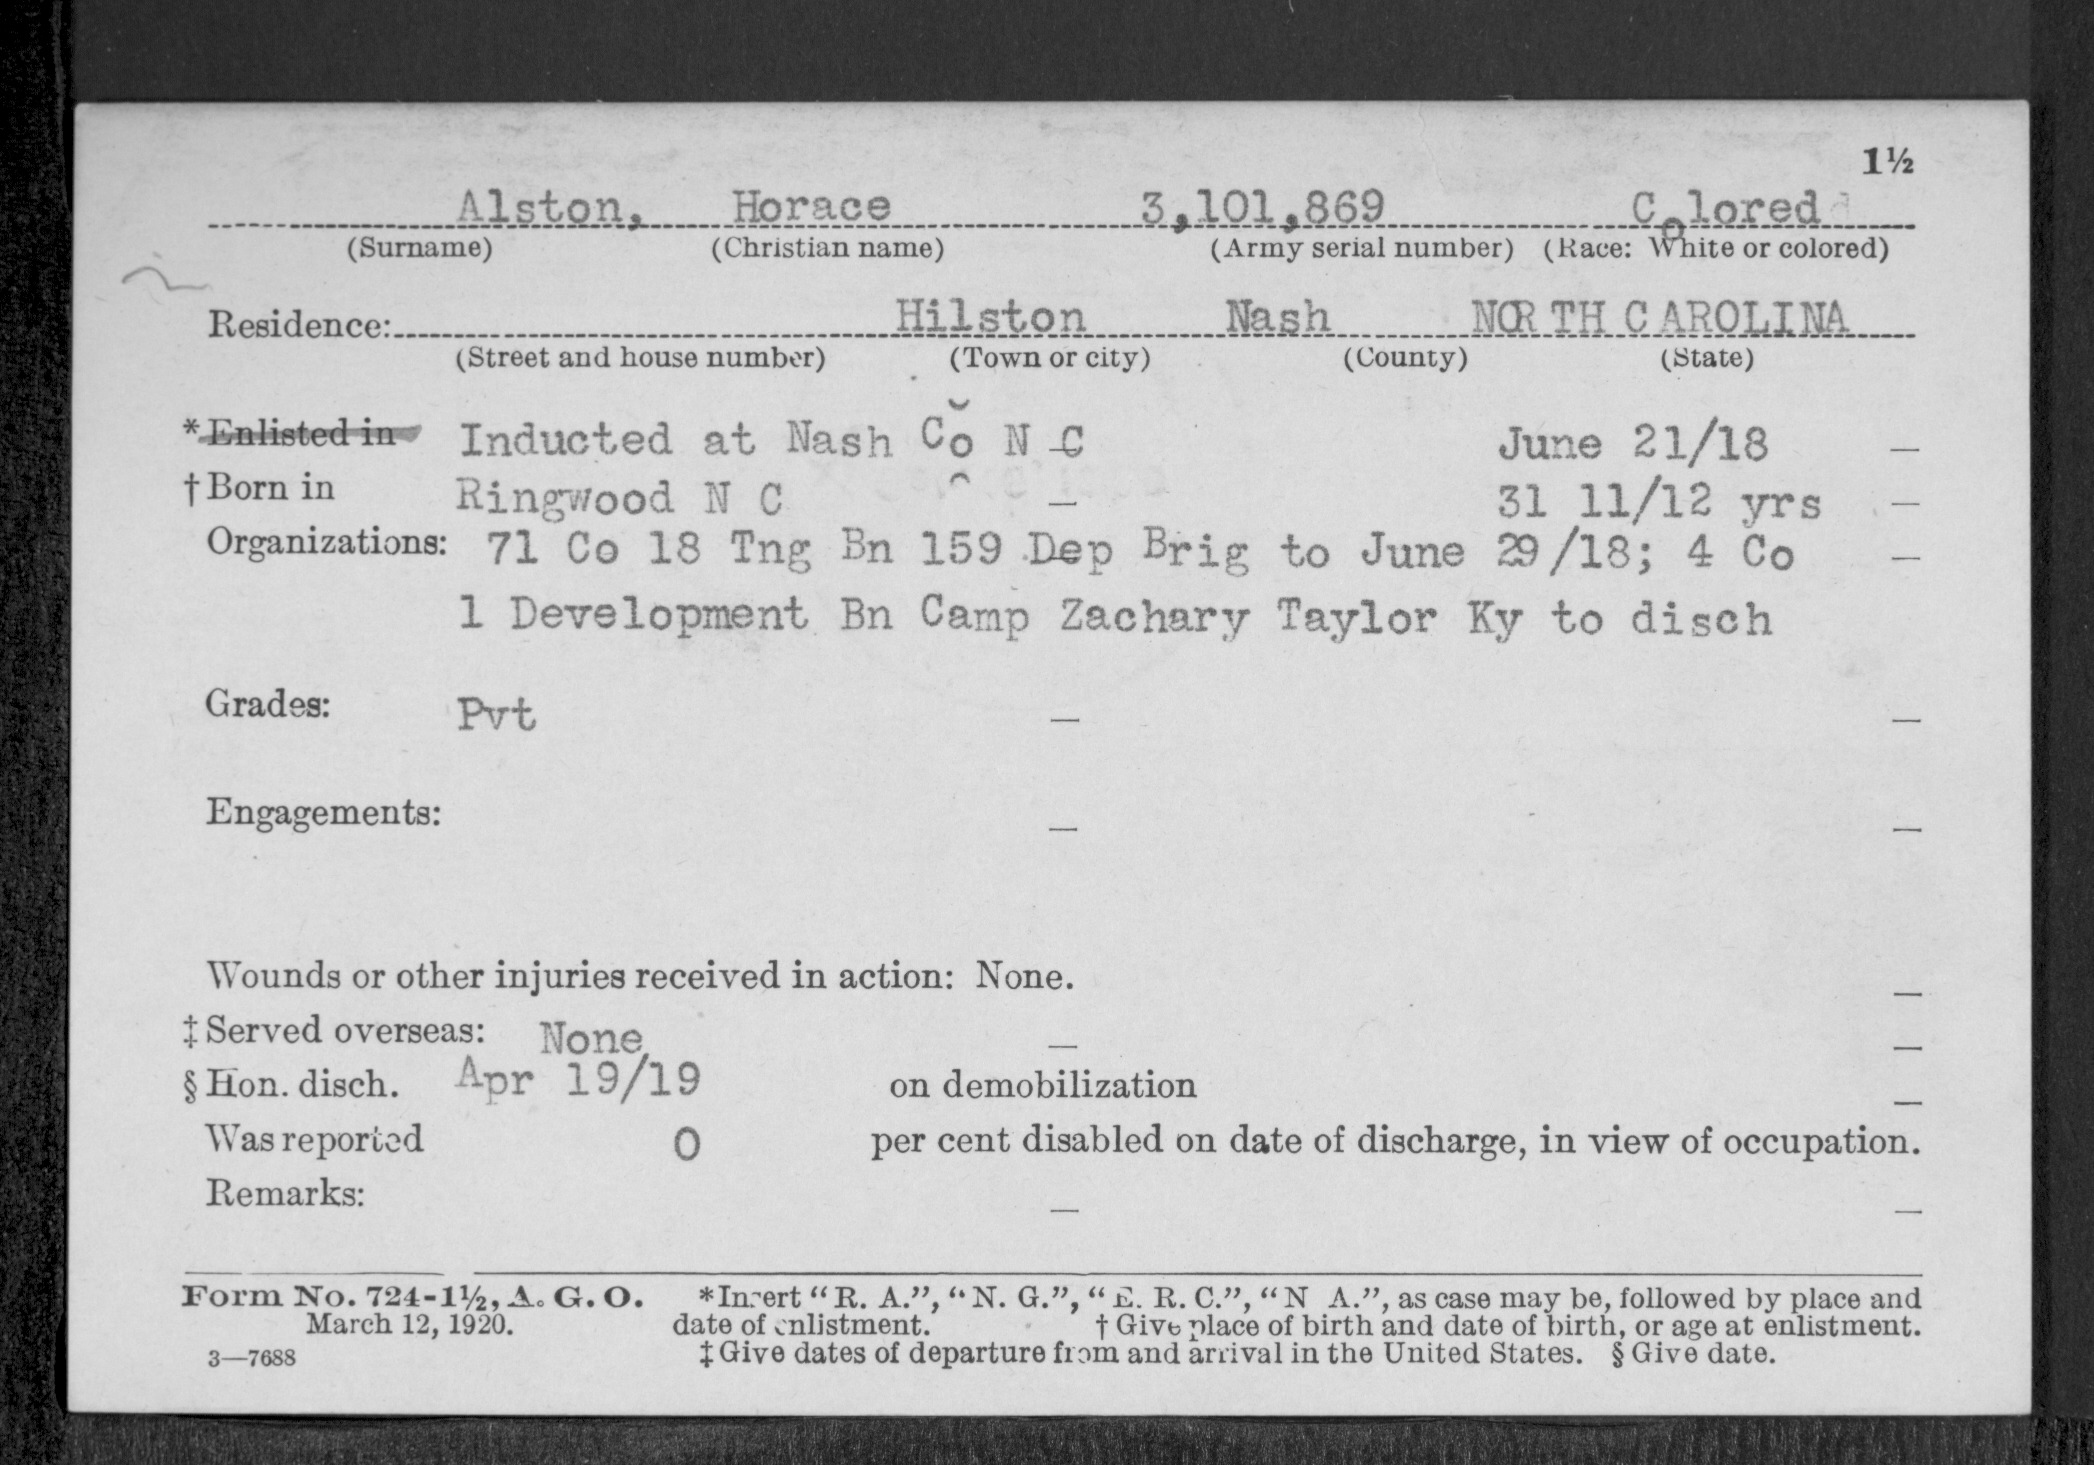 1½
Alston, Horace 3,101,869 Colored
(Surname) (Christian name) (Army serial number) (Race: White or colored)
Residence: Hilston Nash NORTH CAROLINA
(Street and house number) (Town or city) (County) (State)
*Enlisted in Inducted at Nash Co N C June 21/18 —
†Born in Ringwood N C — 31 11/12 yrs —
Organizations: 71 Co 18 Tng Bn 159 Dep Brig to June 29/18; 4 Co —
1 Development Bn Camp Zachary Taylor Ky to disch
Grades: Pvt — —
Engagements: — —
Wounds or other injuries received in action: None. —
‡Served overseas: None — —
§Hon. disch. Apr 19/19 on demobilization —
Was reported 0 per cent disabled on date of discharge, in view of occupation.
Remarks: — —
Form No. 724-1½, A. G. O. *Insert "R. A.", "N. G.", "E. R. C.", "N A.", as case may be, followed by place and
March 12, 1920. date of enlistment. †Give place of birth and date of birth, or age at enlistment.
3—7688 ‡Give dates of departure from and arrival in the United States. §Give date.